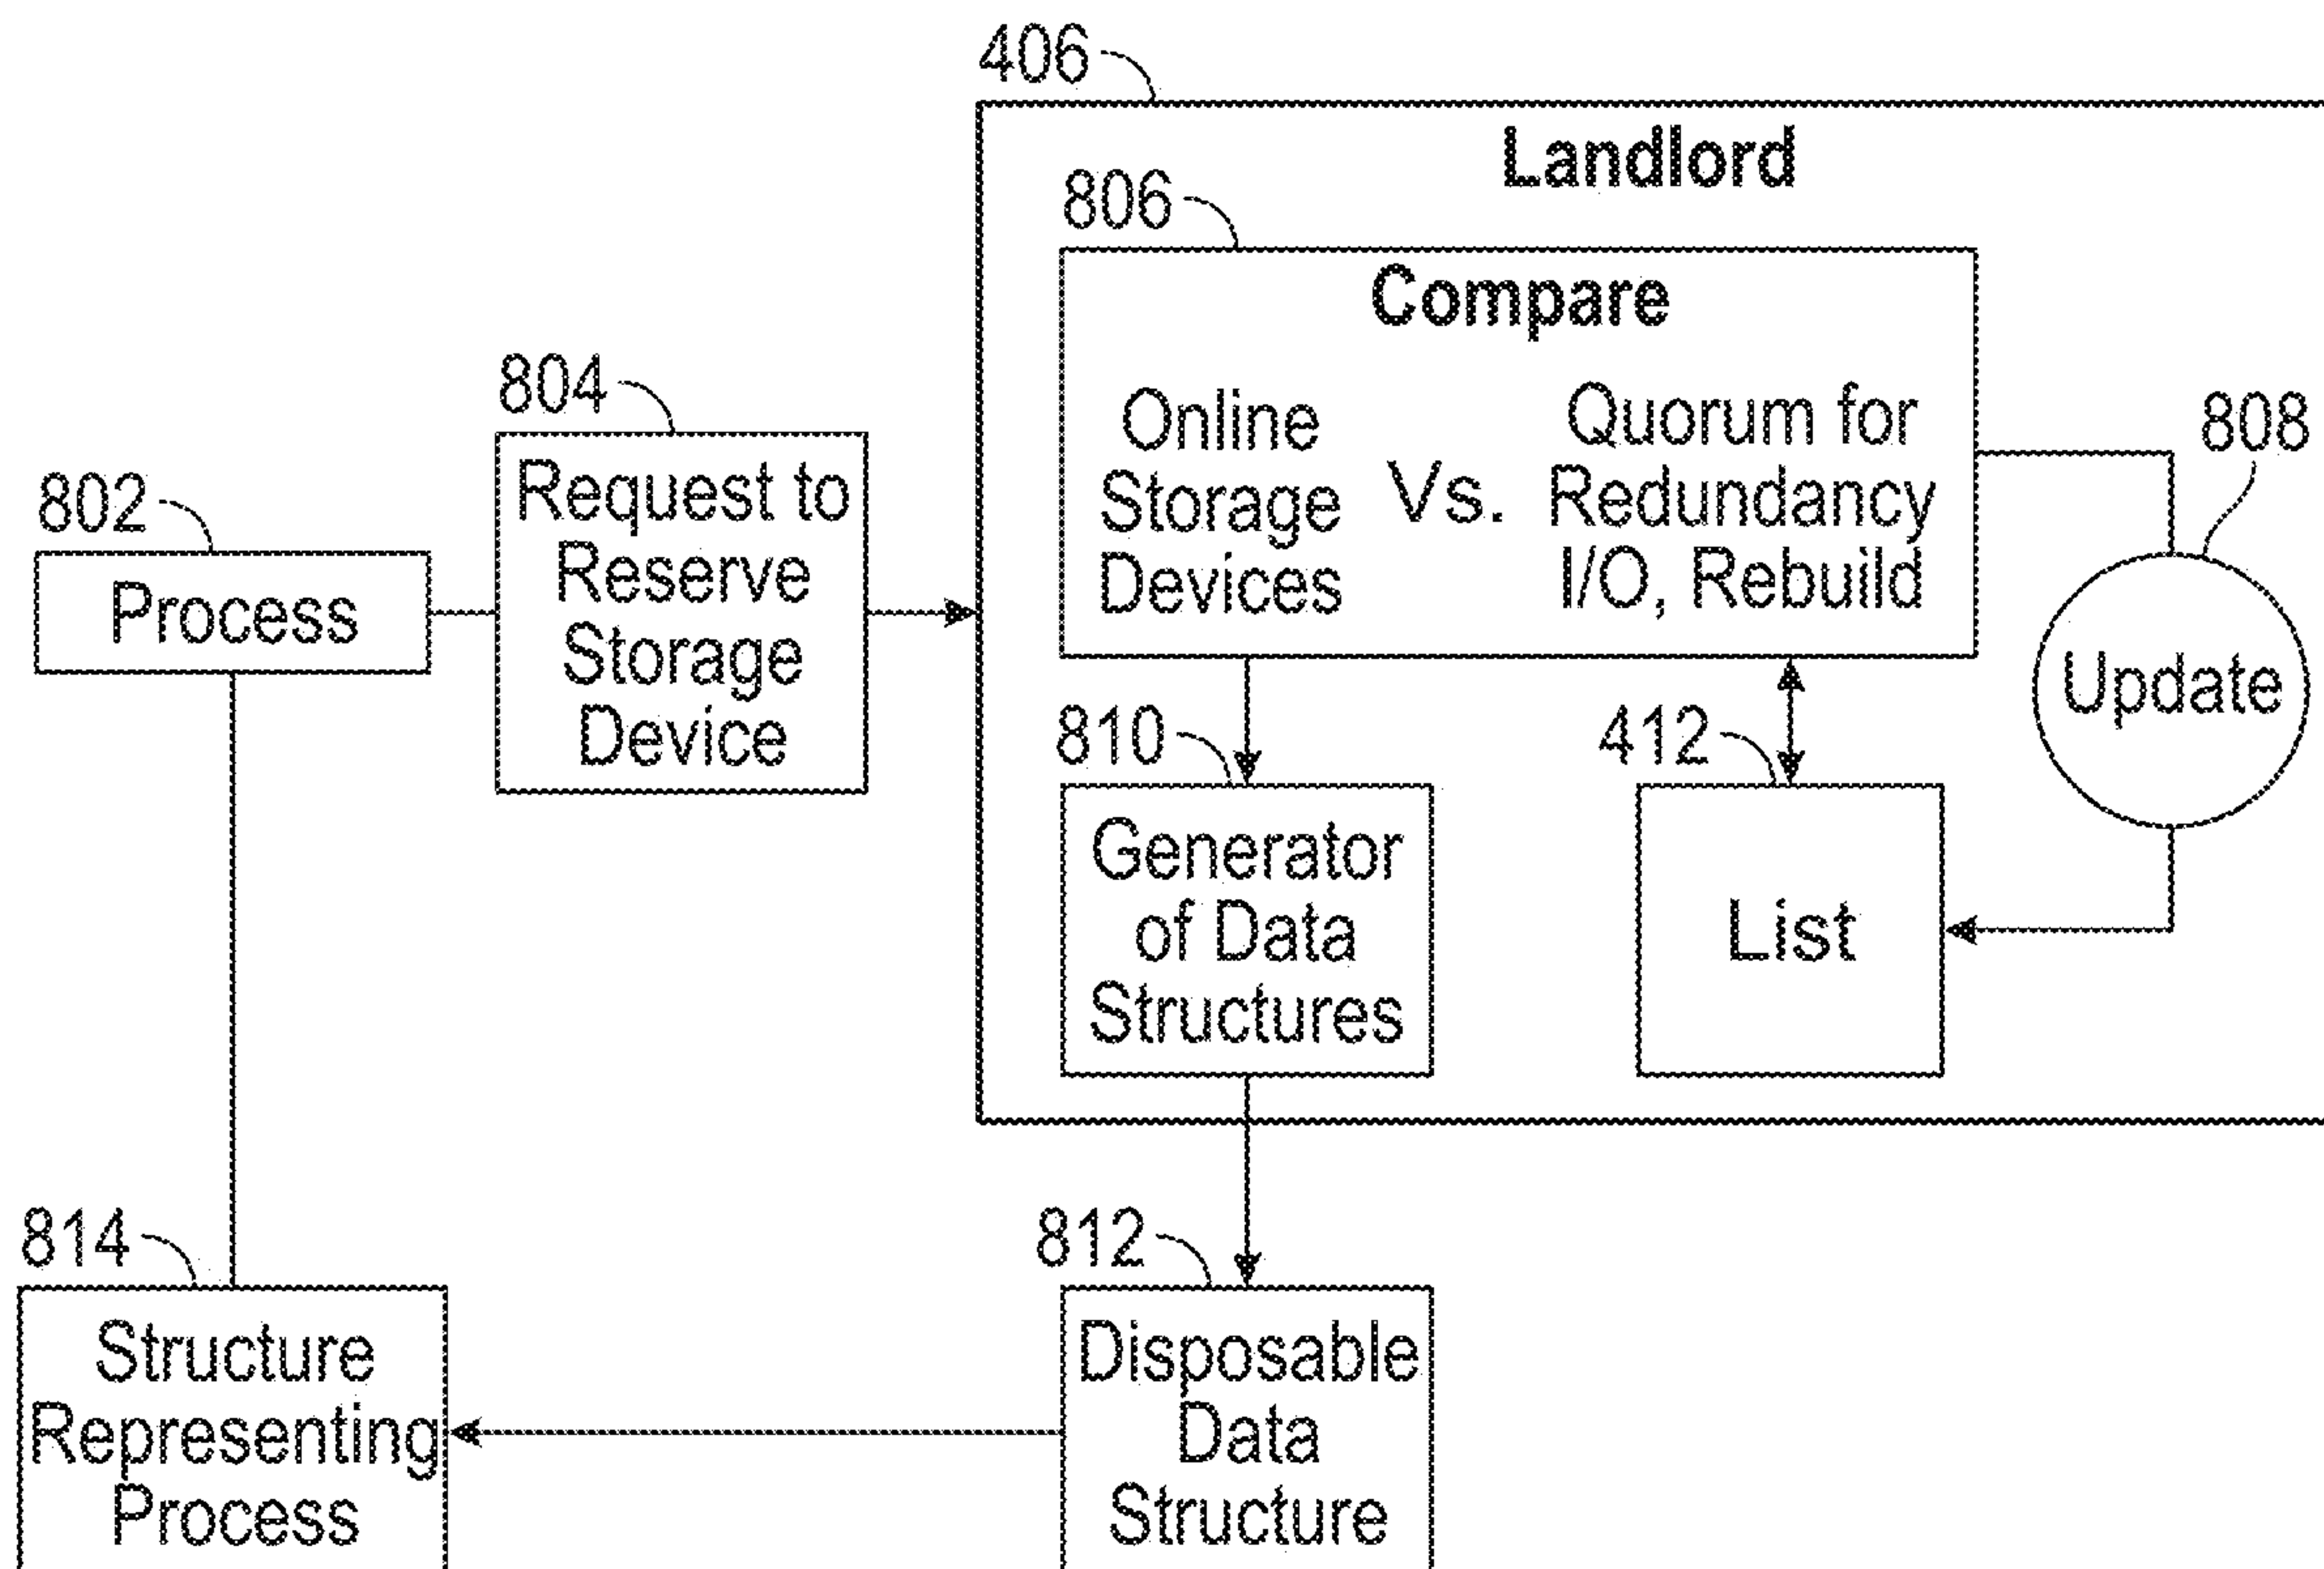 406
Landlord
806
Compare
Online
Storage
Devices
Vs.
Quorum for
Redundancy
I/O, Rebuild
808
Update
804
Request to
Reserve
Storage
Device
802
Process
810
Generator
of Data
Structures
412
List
814
Structure
Representing
Process
812
Disposable
Data
Structure